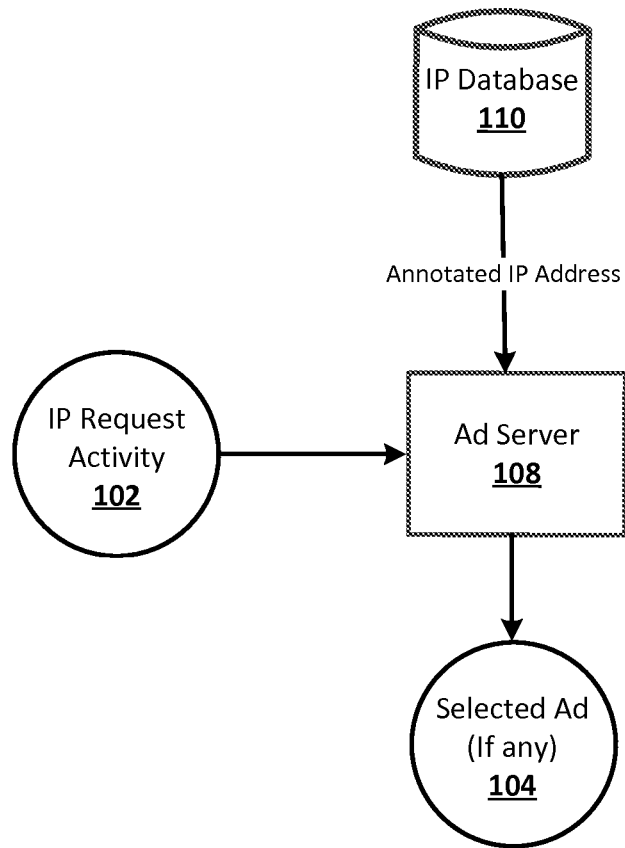 IP Database
110
Annotated IP Address
IP Request
Activity
102
Ad Server
108
Selected Ad
(If any)
104